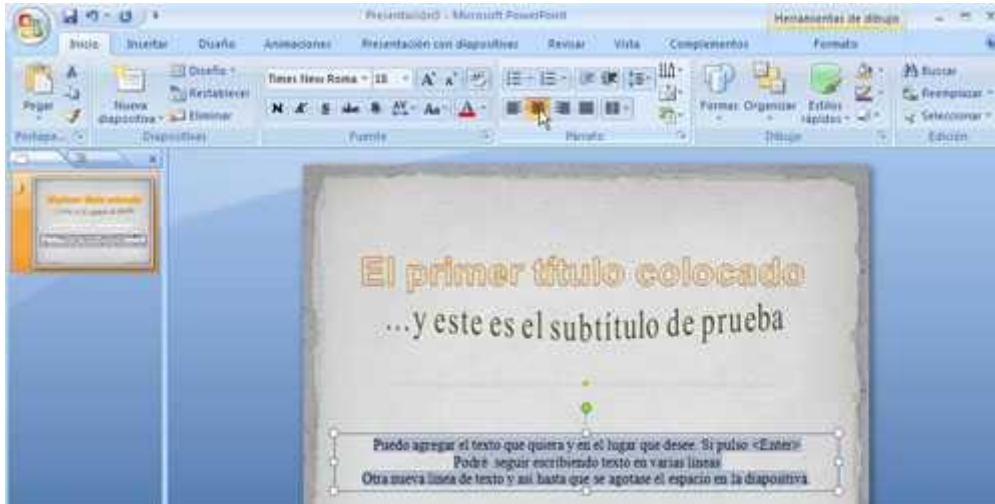 Presentación3 - Microsoft PowerPoint
Herramientas de dibujo
Inicio Insertar Diseño Animaciones Presentación con diapositivas Revisar Vista Complementos Formato
Pegar
Nueva diapositiva
Diseño
Restablecer
Eliminar
Times New Roma 18
N K S abe S AV Aa A
Formas Organizar Estilos rápidos
Buscar
Reemplazar
Seleccionar
Portapa... Diapositivas Fuente Párrafo Dibujo Edición
El primer título colocado
...y este es el subtítulo de prueba
Puedo agregar el texto que quiera y en el lugar que desee. Si pulso <Enter>
Podré seguir escribiendo texto en varias líneas
Otra nueva línea de texto y así hasta que se agotase el espacio en la diapositiva